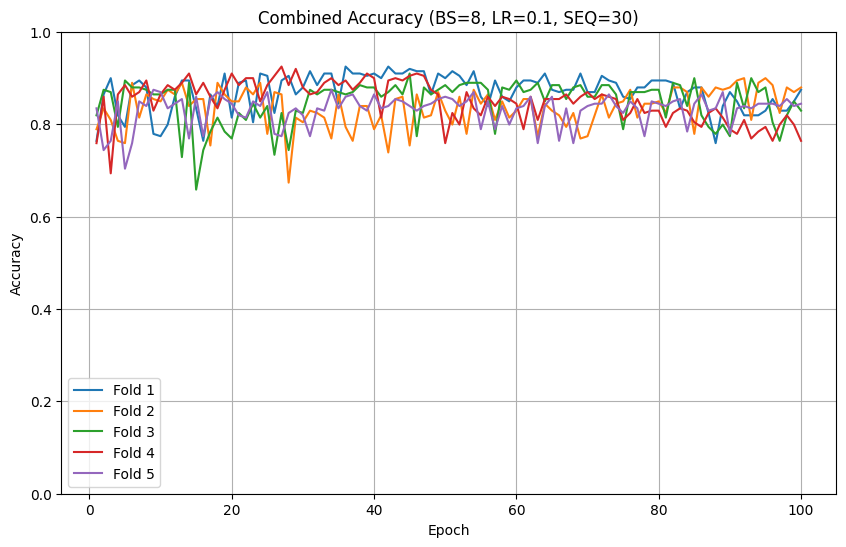 Combined Accuracy (BS=8, LR=0.1, SEQ=30)
1.0
0.8
0.6
0.4
0.2
0.0
Accuracy
Fold 1
Fold 2
Fold 3
Fold 4
Fold 5
0 20 40 60 80 100
Epoch